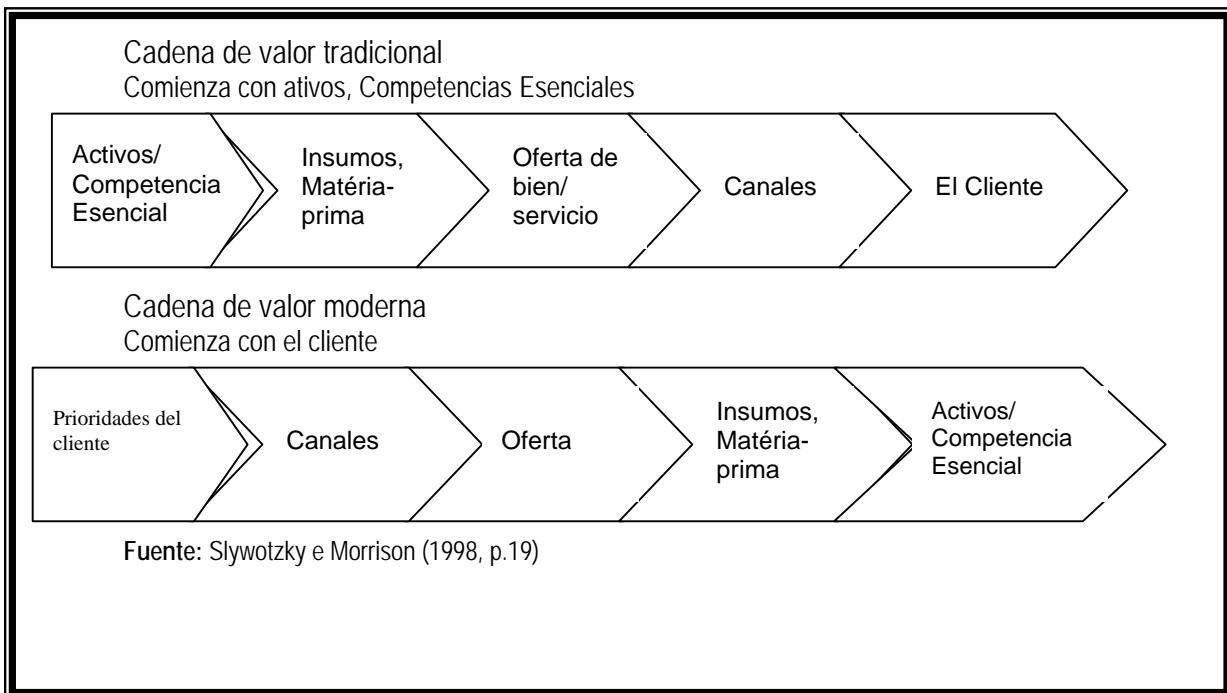 Cadena de valor tradicional
Comienza con ativos, Competencias Esenciales
Activos/
Competencia
Esencial
Insumos,
Matéria-
prima
Oferta de
bien/
servicio
Canales
El Cliente
Cadena de valor moderna
Comienza con el cliente
Prioridades del
cliente
Canales
Oferta
Insumos,
Matéria-
prima
Activos/
Competencia
Esencial
Fuente: Slywotzky e Morrison (1998, p.19)